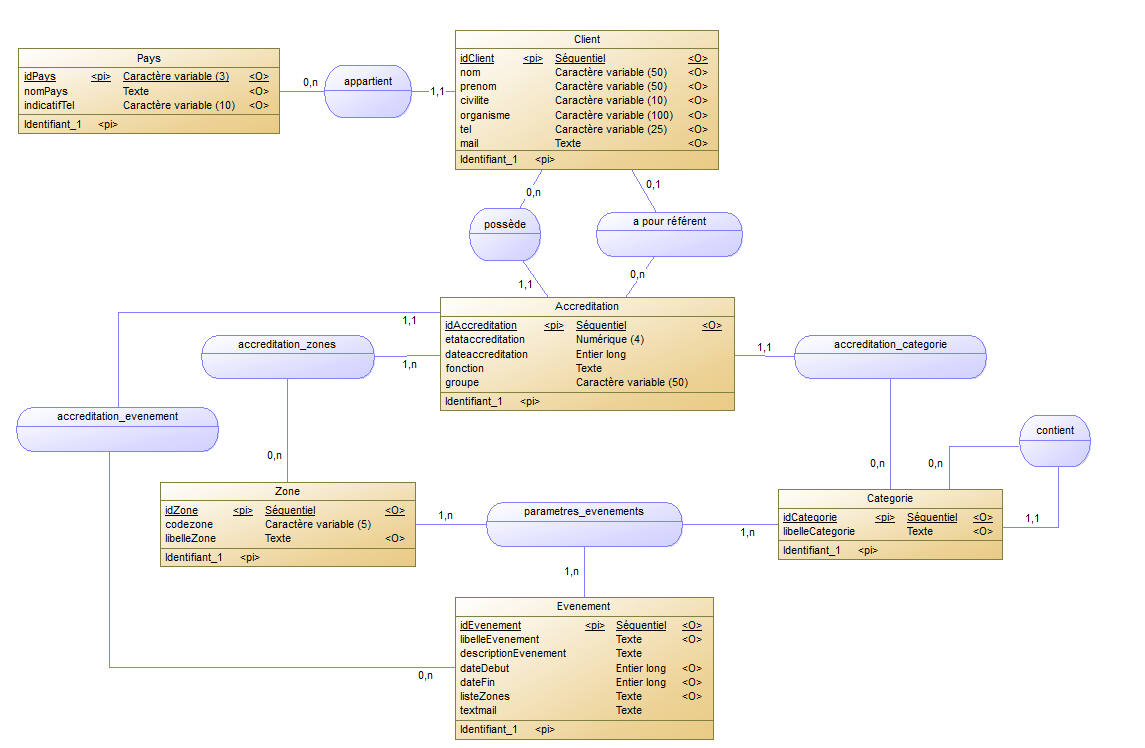 Pays
idPays <pi> Caractère variable (3) <O>
nomPays Texte <O>
indicatifTel Caractère variable (10) <O>
Identifiant_1 <pi>
0,n
appartient
1,1
Client
idClient <pi> Séquentiel <O>
nom Caractère variable (50) <O>
prenom Caractère variable (50) <O>
civilite Caractère variable (10) <O>
organisme Caractère variable (100) <O>
tel Caractère variable (25) <O>
mail Texte <O>
Identifiant_1 <pi>
0,n
0,1
possède
a pour référent
1,1
0,n
Accreditation
idAccreditation <pi> Séquentiel <O>
etataccreditation Numérique (4)
dateaccreditation Entier long
fonction Texte
groupe Caractère variable (50)
Identifiant_1 <pi>
1,1
accreditation_zones
1,n
1,1
accreditation_categorie
accreditation_evenement
contient
0,n
0,n
0,n
1,1
Zone
idZone <pi> Séquentiel <O>
codezone Caractère variable (5)
libelleZone Texte <O>
Identifiant_1 <pi>
1,n
parametres_evenements
1,n
Categorie
idCategorie <pi> Séquentiel <O>
libelleCategorie Texte <O>
Identifiant_1 <pi>
1,n
Evenement
idEvenement <pi> Séquentiel <O>
libelleEvenement Texte <O>
descriptionEvenement Texte
dateDebut Entier long <O>
dateFin Entier long <O>
listeZones Texte <O>
textmail Texte
Identifiant_1 <pi>
0,n